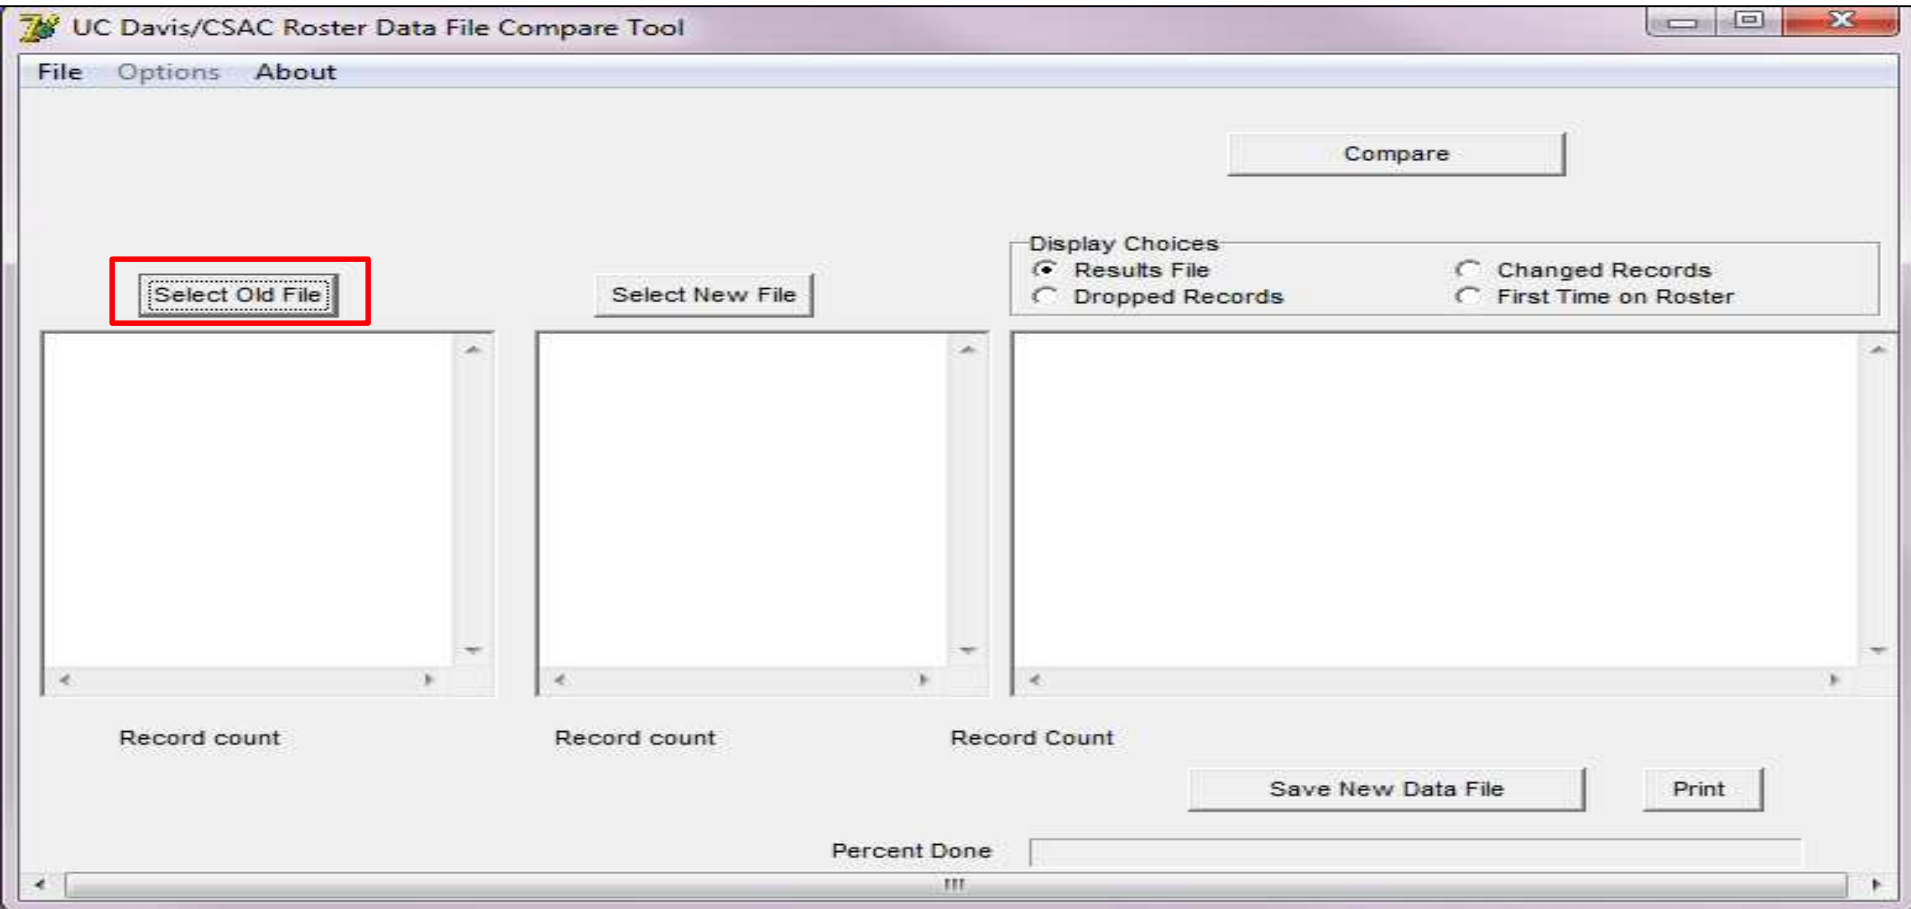 UC Davis/CSAC Roster Data File Compare Tool
File Options About
Compare
Display Choices
Results File
Changed Records
Dropped Records
First Time on Roster
Select Old File
Select New File
Record count
Record count
Record Count
Save New Data File
Print
Percent Done